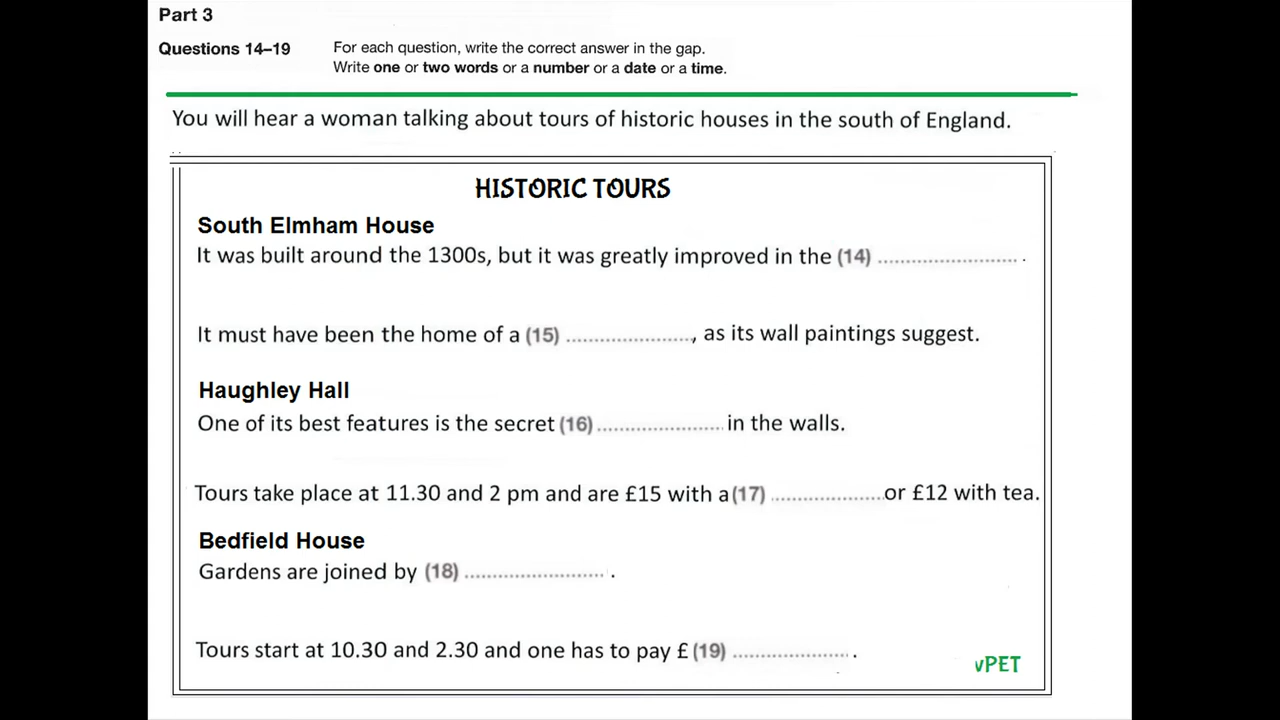 Part 3
Questions 14–19 For each question, write the correct answer in the gap.
Write one or two words or a number or a date or a time.
You will hear a woman talking about tours of historic houses in the south of England.
HISTORIC TOURS
South Elmham House
It was built around the 1300s, but it was greatly improved in the (14) ............................ .
It must have been the home of a (15) ........................, as its wall paintings suggest.
Haughley Hall
One of its best features is the secret (16) ........................ in the walls.
Tours take place at 11.30 and 2 pm and are £15 with a (17) ......................or £12 with tea.
Bedfield House
Gardens are joined by (18) ............................ .
Tours start at 10.30 and 2.30 and one has to pay £ (19) ....................... .
vPET